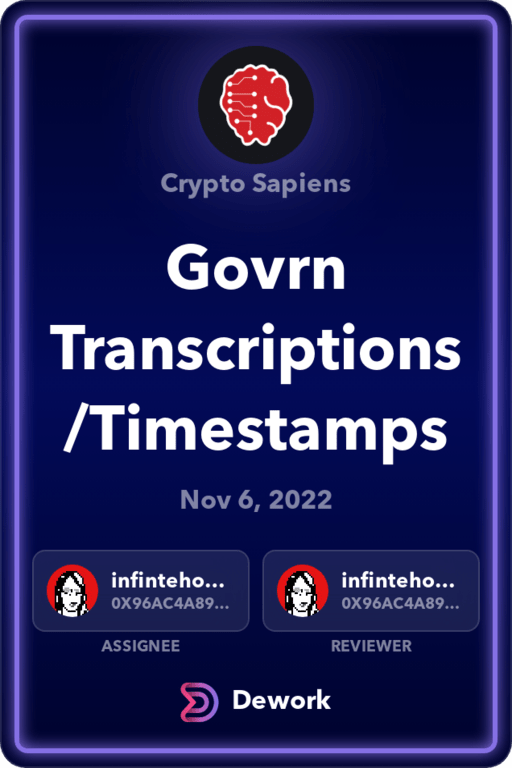 Crypto Sapiens
Govrn
Transcriptions
/Timestamps
Nov 6, 2022
infinteho...
0X96AC4A89...
ASSIGNEE
infinteho...
0X96AC4A89...
REVIEWER
Dework